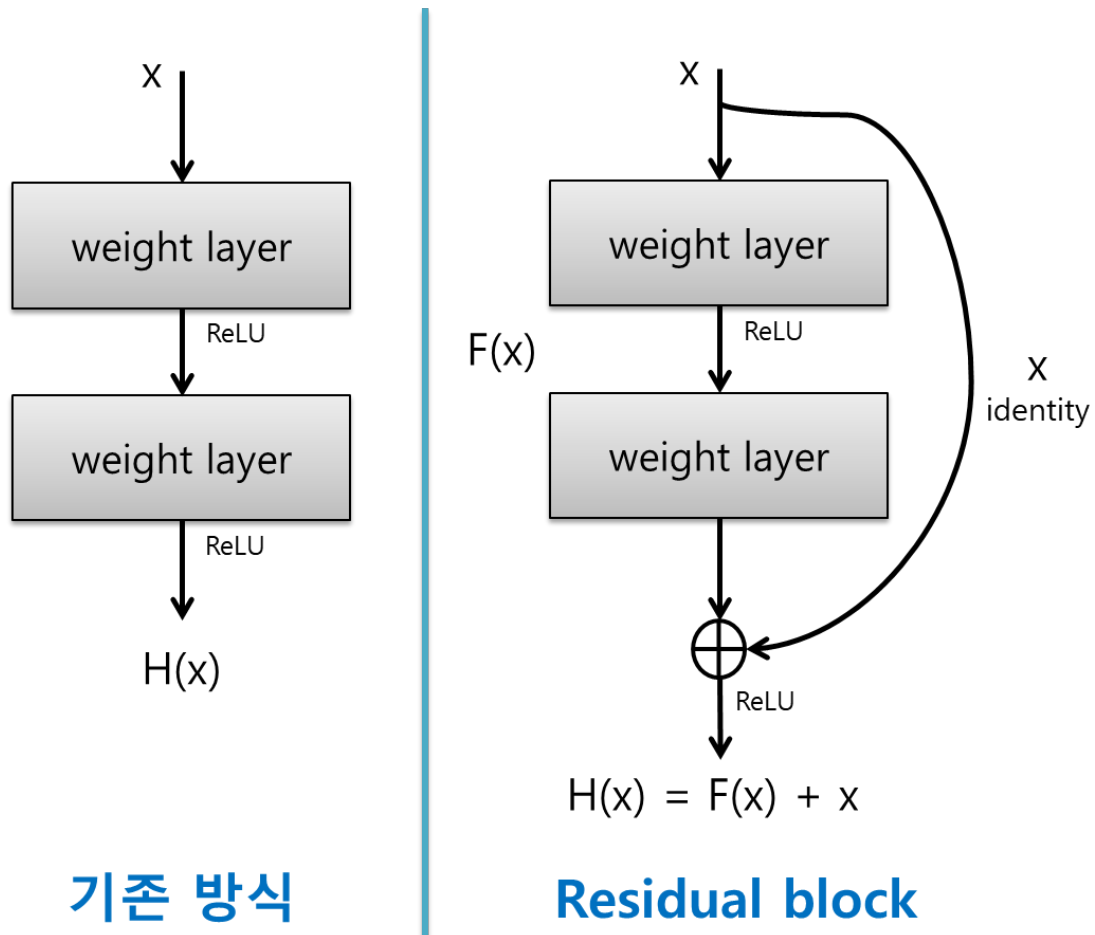 x
weight layer
ReLU
weight layer
ReLU
H(x)
기존 방식
x
weight layer
F(x)
ReLU
x
identity
weight layer
ReLU
H(x) = F(x) + x
Residual block